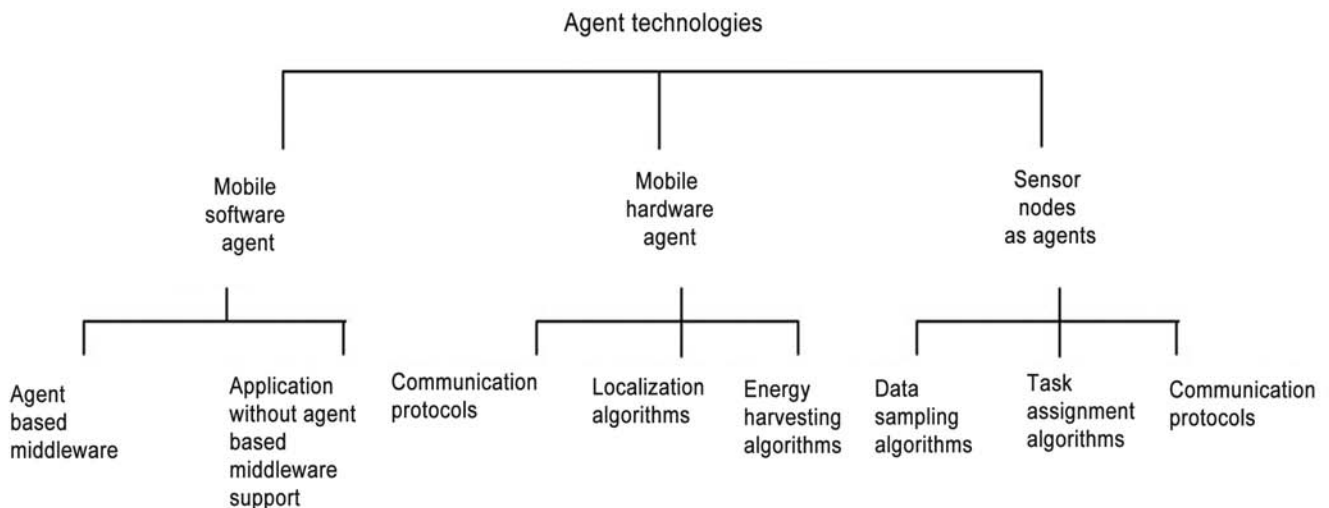 Agent technologies
Mobile
software
agent
Mobile
hardware
agent
Sensor
nodes
as agents
Agent
based
middleware
Application
without agent
based
middleware
support
Communication
protocols
Localization
algorithms
Energy
harvesting
algorithms
Data
sampling
algorithms
Task
assignment
algorithms
Communication
protocols